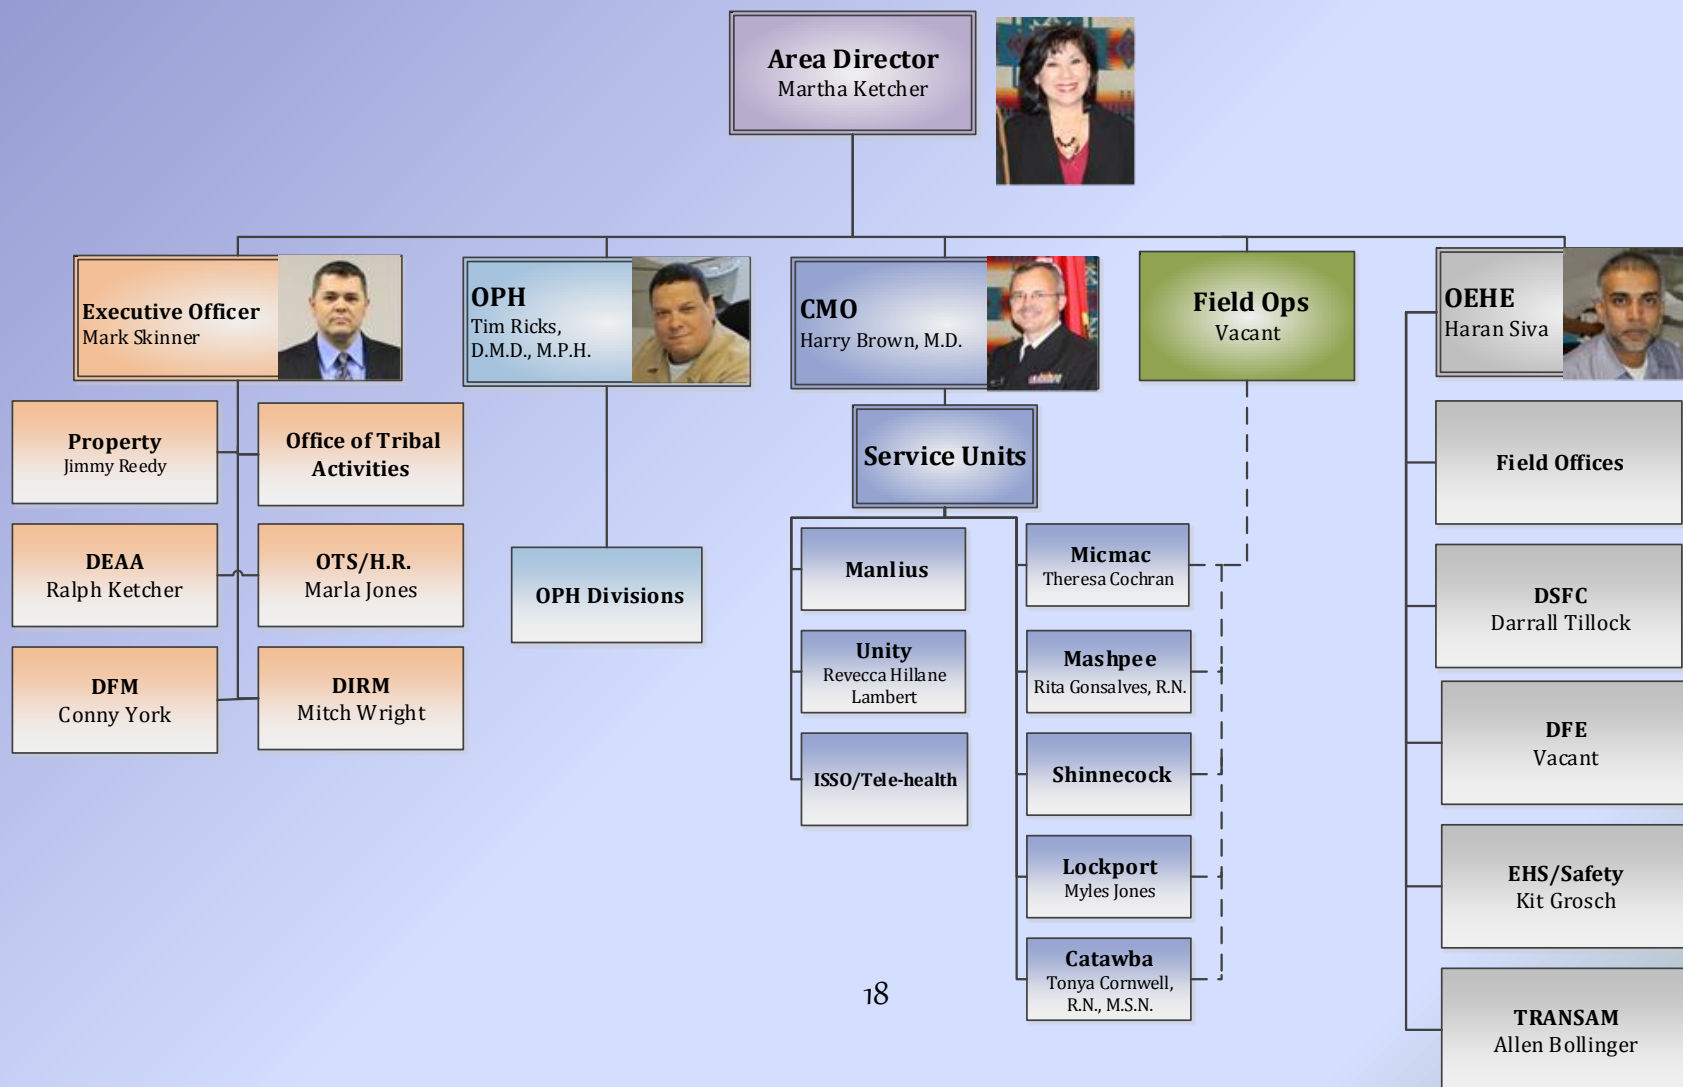 Area Director
Martha Ketcher
Executive Officer
Mark Skinner
OPH
Tim Ricks,
D.M.D., M.P.H.
CMO
Harry Brown, M.D.
Field Ops
Vacant
OEHE
Haran Siva
Property
Jimmy Reedy
Office of Tribal
Activities
DEAA
Ralph Ketcher
OTS/H.R.
Marla Jones
DFM
Conny York
DIRM
Mitch Wright
OPH Divisions
Service Units
Manlius
Unity
Revecca Hillane
Lambert
ISSO/Tele-health
Micmac
Theresa Cochran
Mashpee
Rita Gonsalves, R.N.
Shinnecock
Lockport
Myles Jones
Catawba
Tonya Cornwell,
R.N., M.S.N.
Field Offices
DSFC
Darrall Tillock
DFE
Vacant
EHS/Safety
Kit Grosch
TRANSAM
Allen Bollinger
18